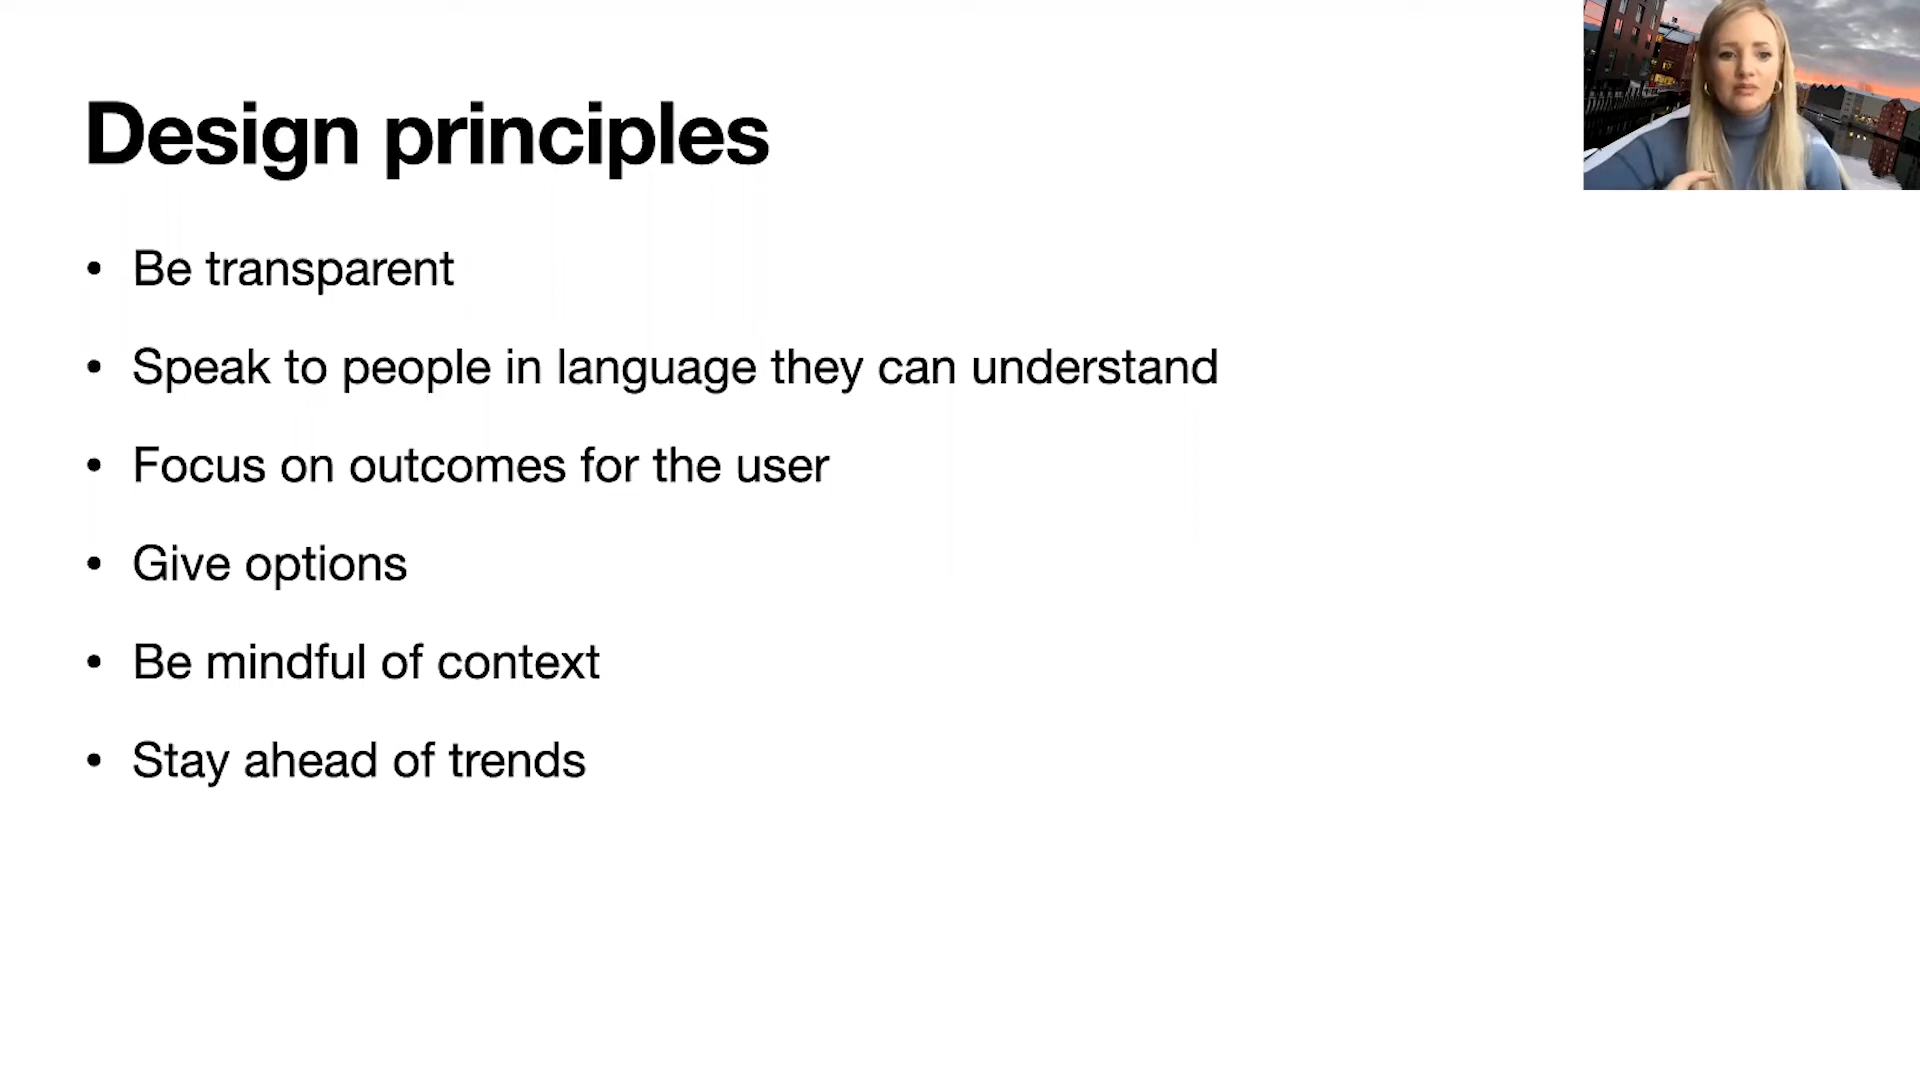 Design principles
• Be transparent
• Speak to people in language they can understand
• Focus on outcomes for the user
• Give options
• Be mindful of context
• Stay ahead of trends